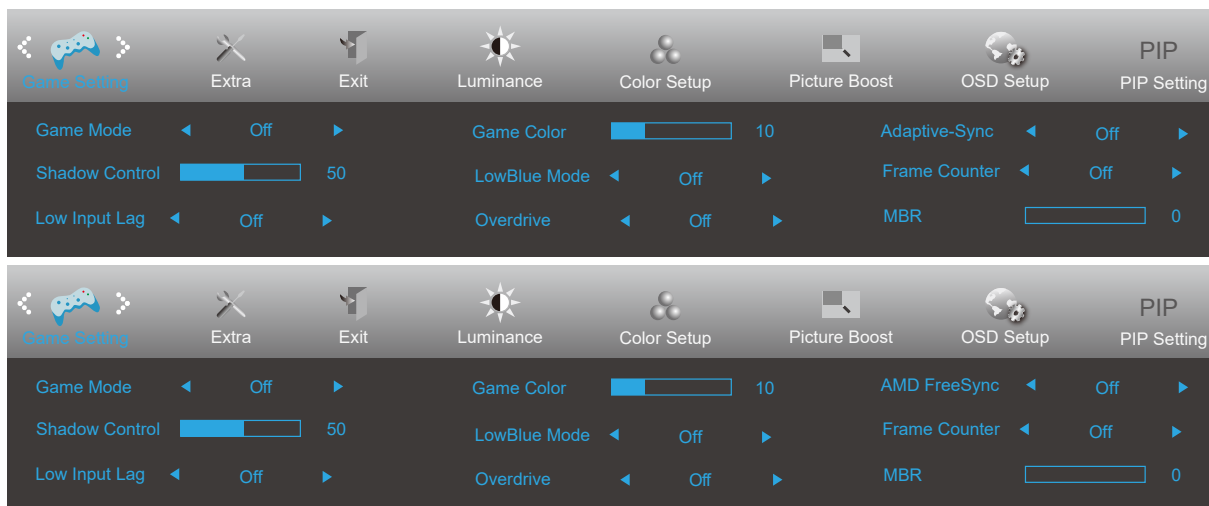 PIP
Game Setting Extra Exit Luminance Color Setup Picture Boost OSD Setup PIP Setting
Game Mode Off Game Color 10 Adaptive-Sync Off
Shadow Control 50 LowBlue Mode Off Frame Counter Off
Low Input Lag Off Overdrive Off MBR 0
PIP
Game Setting Extra Exit Luminance Color Setup Picture Boost OSD Setup PIP Setting
Game Mode Off Game Color 10 AMD FreeSync Off
Shadow Control 50 LowBlue Mode Off Frame Counter Off
Low Input Lag Off Overdrive Off MBR 0